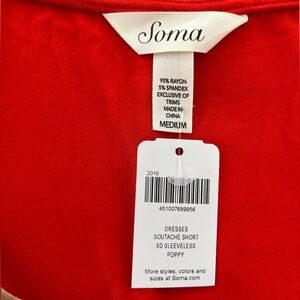 Soma
95% RAYON
5% SPANDEX
EXCLUSIVE OF
TRIMS
MADE IN
CHINA
MEDIUM
2016
451007689956
DRESSES
SOUTACHE SHORT
SD SLEEVELESS
POPPY
More styles, colors and
sizes at Soma.com